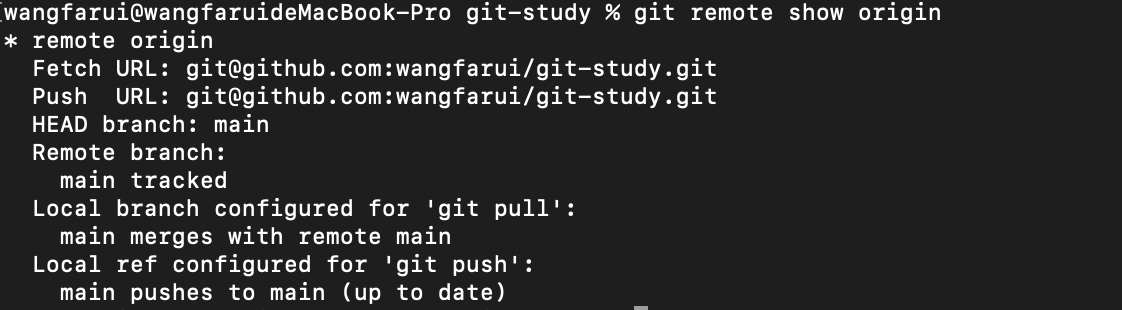 [wangfarui@wangfaruideMacBook-Pro git-study % git remote show origin
* remote origin
  Fetch URL: git@github.com:wangfarui/git-study.git
  Push  URL: git@github.com:wangfarui/git-study.git
  HEAD branch: main
  Remote branch:
    main tracked
  Local branch configured for 'git pull':
    main merges with remote main
  Local ref configured for 'git push':
    main pushes to main (up to date)